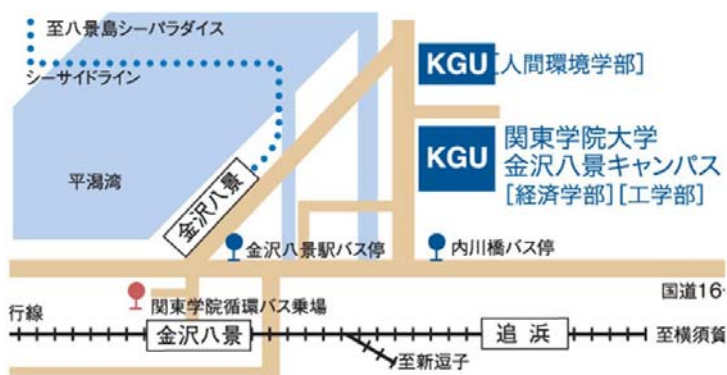 至八景島シーパラダイス
シーサイドライン
KGU
[人間環境学部]
KGU
関東学院大学
金沢八景キャンパス
[経済学部][工学部]
平潟湾
金沢八景
金沢八景駅バス停
内川橋バス停
国道16
関東学院循環バス乗場
行線
金沢八景
追浜
至横須賀
至新逗子